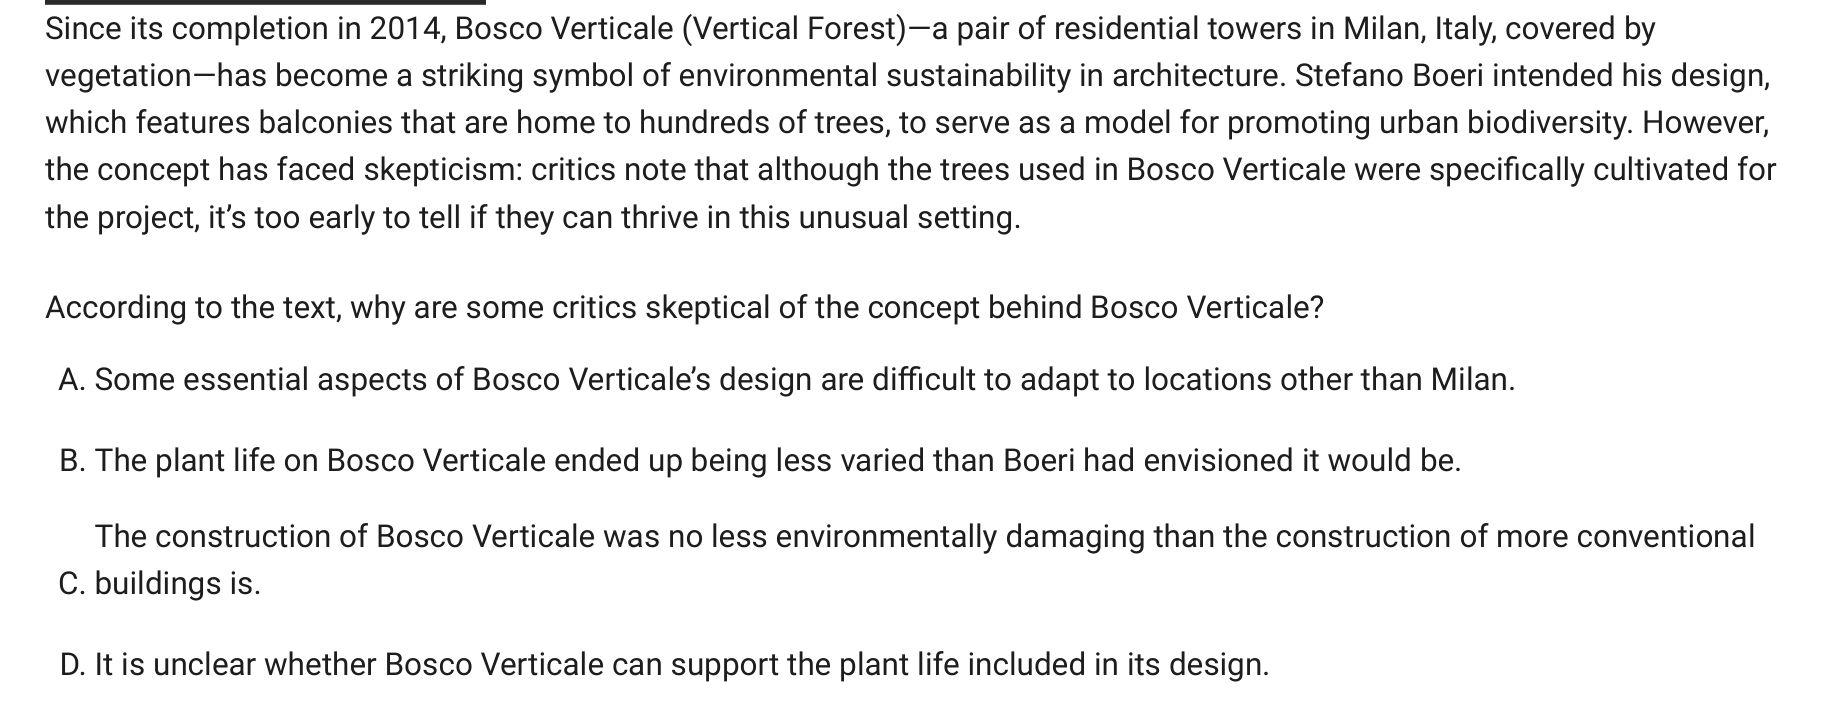 Since its completion in 2014, Bosco Verticale (Vertical Forest)—a pair of residential towers in Milan, Italy, covered by
vegetation—has become a striking symbol of environmental sustainability in architecture. Stefano Boeri intended his design,
which features balconies that are home to hundreds of trees, to serve as a model for promoting urban biodiversity. However,
the concept has faced skepticism: critics note that although the trees used in Bosco Verticale were specifically cultivated for
the project, it’s too early to tell if they can thrive in this unusual setting.
According to the text, why are some critics skeptical of the concept behind Bosco Verticale?
A. Some essential aspects of Bosco Verticale’s design are difficult to adapt to locations other than Milan.
B. The plant life on Bosco Verticale ended up being less varied than Boeri had envisioned it would be.
The construction of Bosco Verticale was no less environmentally damaging than the construction of more conventional
C. buildings is.
D. It is unclear whether Bosco Verticale can support the plant life included in its design.